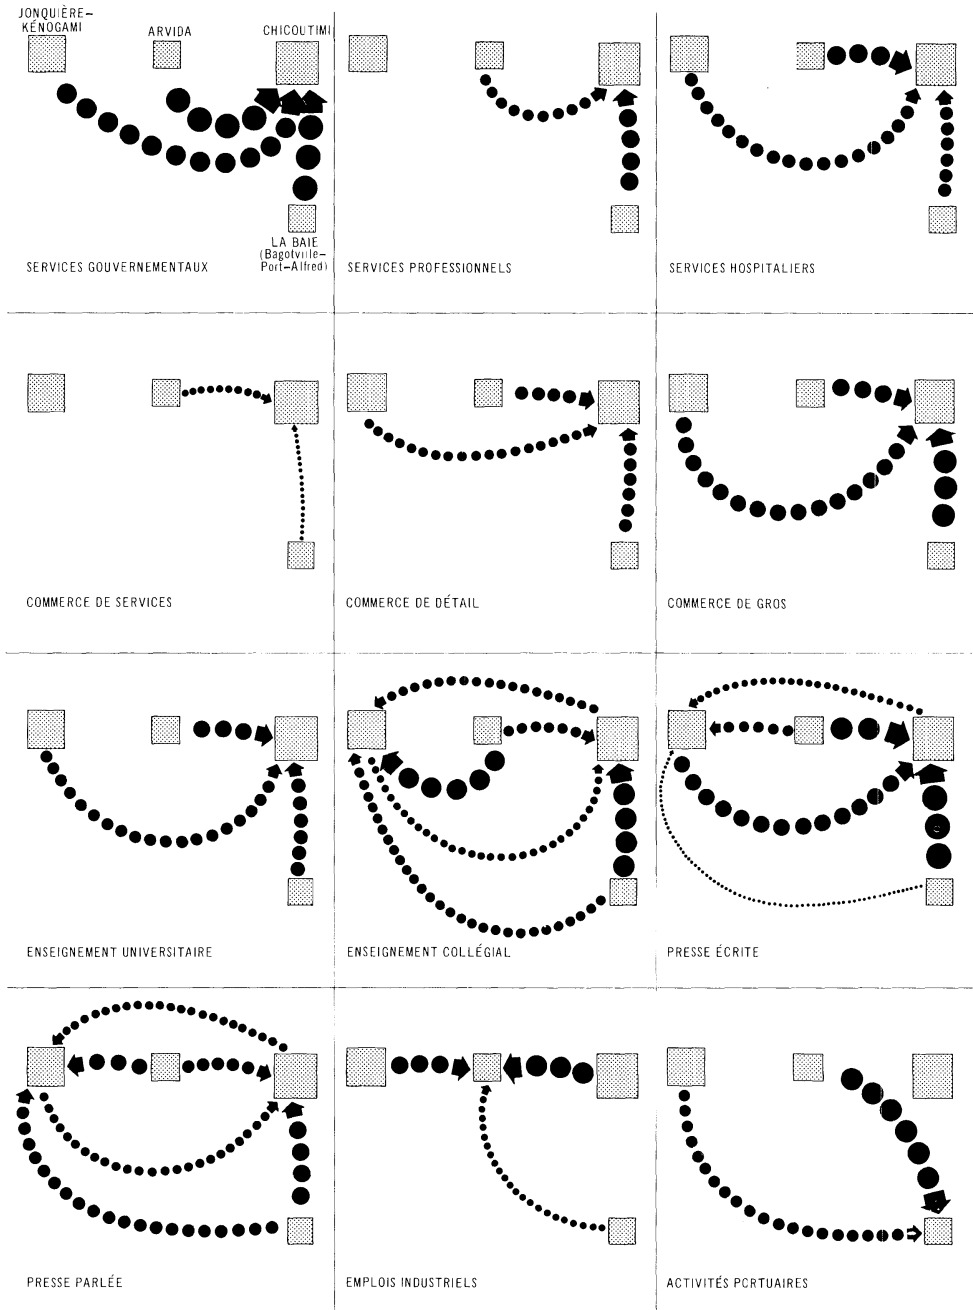 JONQUIÈRE-
KÉNOGAMI
ARVIDA
CHICOUTIMI
LA BAIE
(Bagotville-
Port-Alfred)
SERVICES GOUVERNEMENTAUX
SERVICES PROFESSIONNELS
SERVICES HOSPITALIERS
COMMERCE DE SERVICES
COMMERCE DE DÉTAIL
COMMERCE DE GROS
ENSEIGNEMENT UNIVERSITAIRE
ENSEIGNEMENT COLLÉGIAL
PRESSE ÉCRITE
PRESSE PARLÉE
EMPLOIS INDUSTRIELS
ACTIVITÉS PORTUAIRES